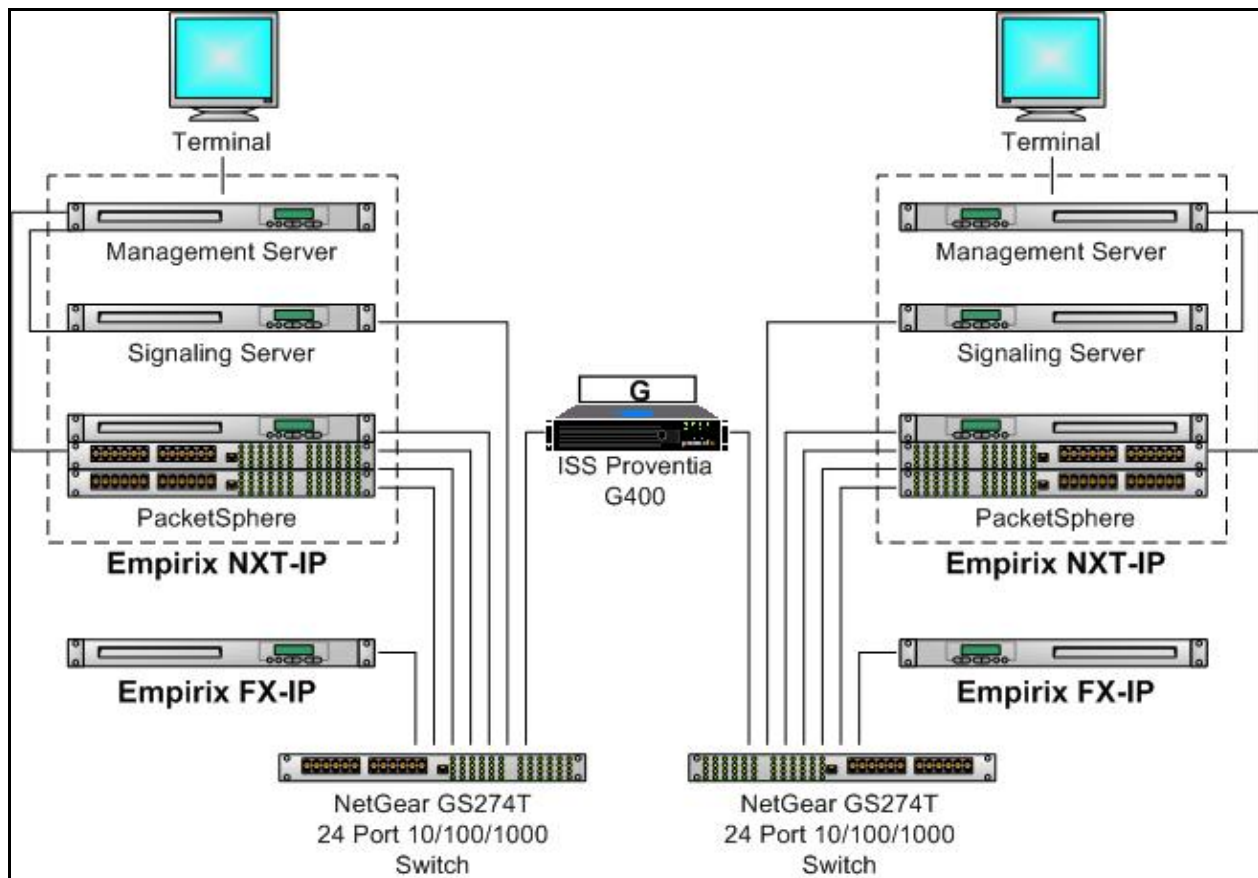 Terminal
Management Server
Signaling Server
PacketSphere
Empirix NXT-IP
Empirix FX-IP
NetGear GS274T
24 Port 10/100/1000
Switch
G
ISS Proventia
G400
Terminal
Management Server
Signaling Server
PacketSphere
Empirix NXT-IP
Empirix FX-IP
NetGear GS274T
24 Port 10/100/1000
Switch